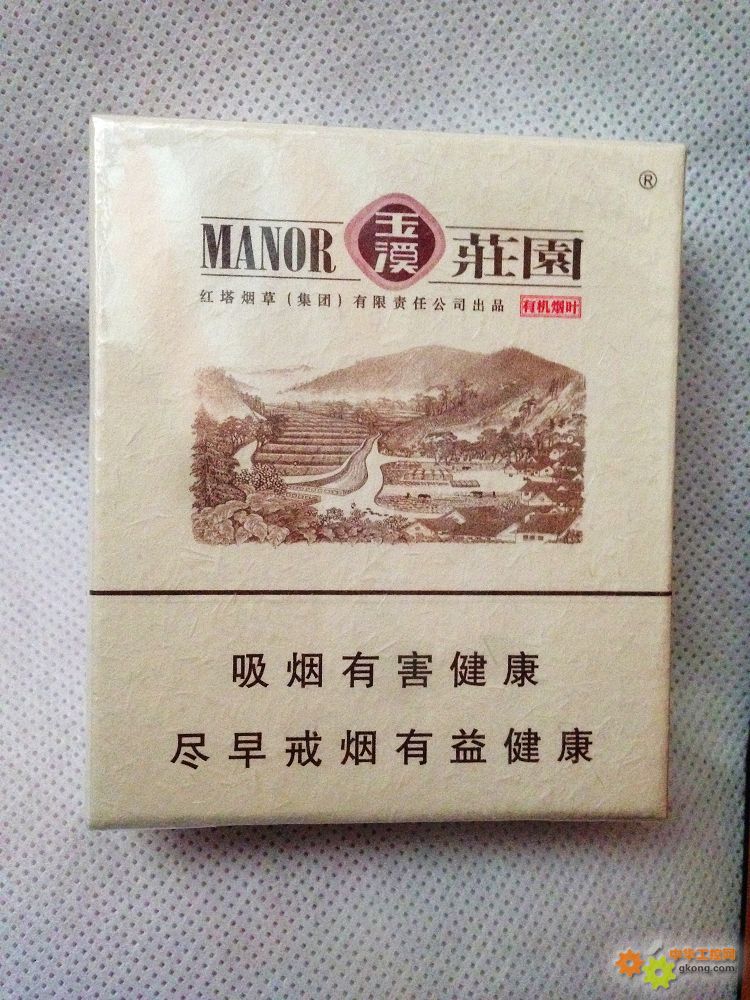 ®
MANOR 玉溪 莊園
红塔烟草(集团)有限责任公司出品 有机烟叶
吸烟有害健康
尽早戒烟有益健康
中华工控网
gkong.com